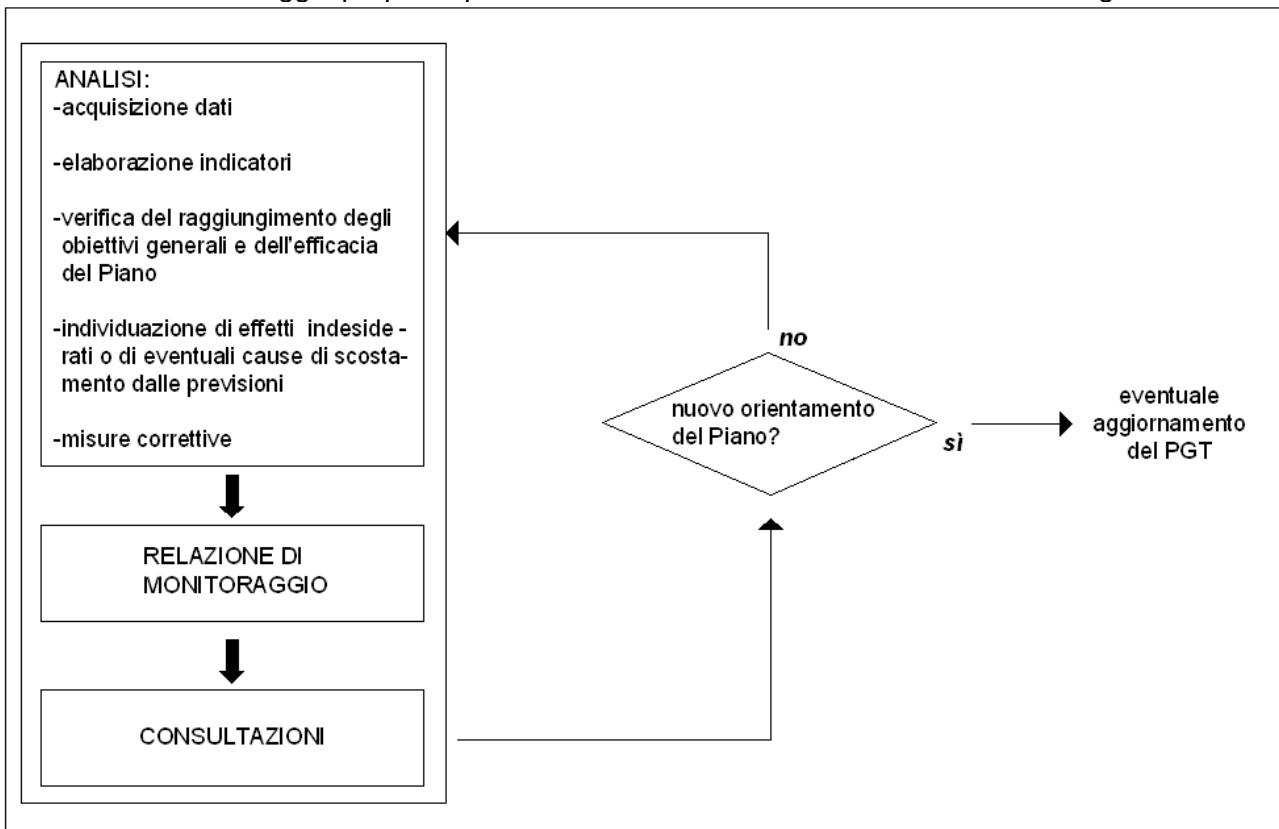 ANALISI:
-acquisizione dati
-elaborazione indicatori
-verifica del raggiungimento degli
obiettivi generali e dell'efficacia
del Piano
-individuazione di effetti indeside -
rati o di eventuali cause di scosta-
mento dalle previsioni
-misure correttive
RELAZIONE DI
MONITORAGGIO
CONSULTAZIONI
no
nuovo orientamento
del Piano?
sì
eventuale
aggiornamento
del PGT